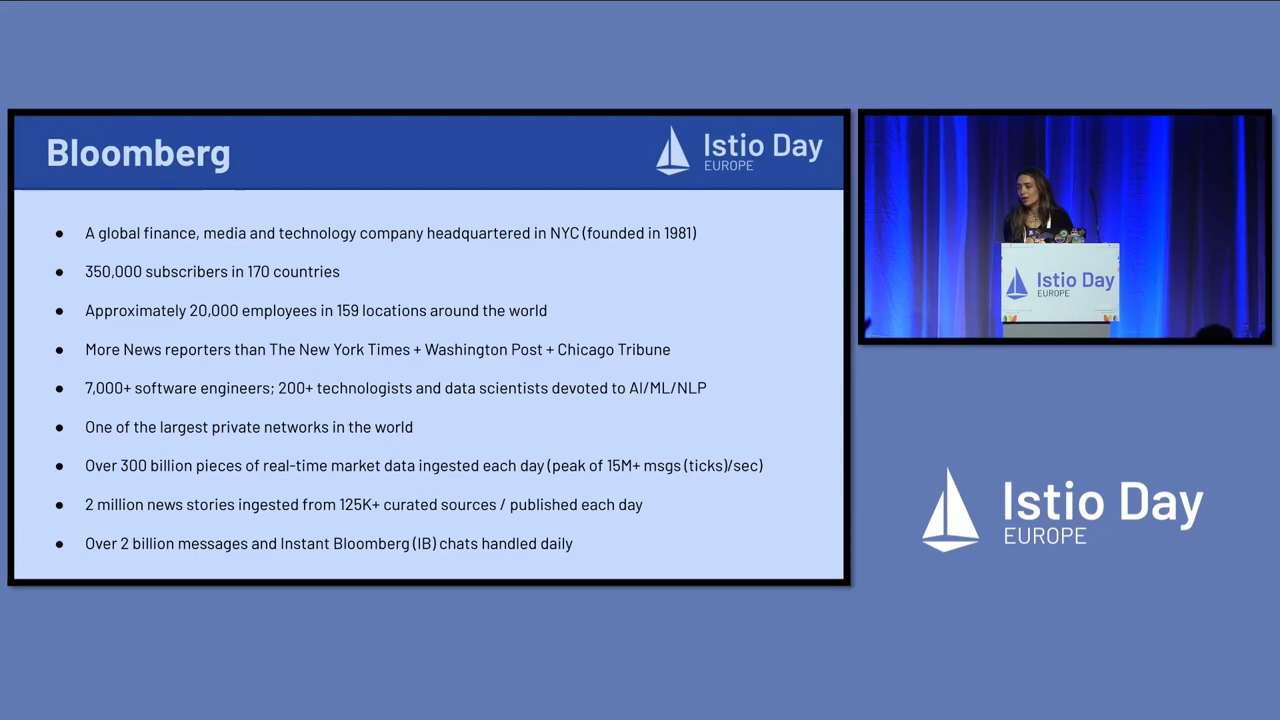 Bloomberg
Istio Day
EUROPE
● A global finance, media and technology company headquartered in NYC (founded in 1981)
● 350,000 subscribers in 170 countries
● Approximately 20,000 employees in 159 locations around the world
● More News reporters than The New York Times + Washington Post + Chicago Tribune
● 7,000+ software engineers; 200+ technologists and data scientists devoted to AI/ML/NLP
● One of the largest private networks in the world
● Over 300 billion pieces of real-time market data ingested each day (peak of 15M+ msgs (ticks)/sec)
● 2 million news stories ingested from 125K+ curated sources / published each day
● Over 2 billion messages and Instant Bloomberg (IB) chats handled daily
Istio Day
EUROPE
Istio Day
EUROPE